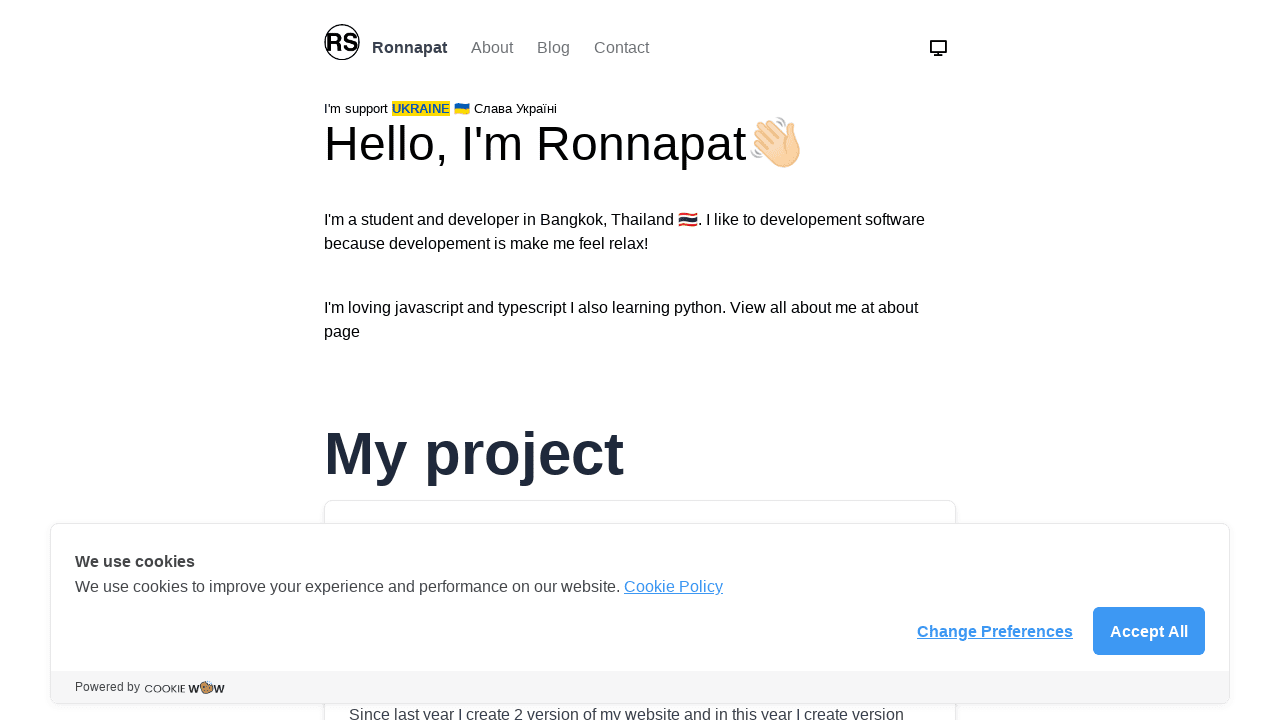 RS
Ronnapat
About
Blog
Contact
I'm support UKRAINE 🇺🇦 Слава Україні
Hello, I'm Ronnapat👋🏻
I'm a student and developer in Bangkok, Thailand 🇹🇭. I like to developement software
because developement is make me feel relax!
I'm loving javascript and typescript I also learning python. View all about me at about
page
My project
We use cookies
We use cookies to improve your experience and performance on our website. Cookie Policy
Change Preferences
Accept All
Powered by COOKIE WOW
Since last year I create 2 version of my website and in this year I create version